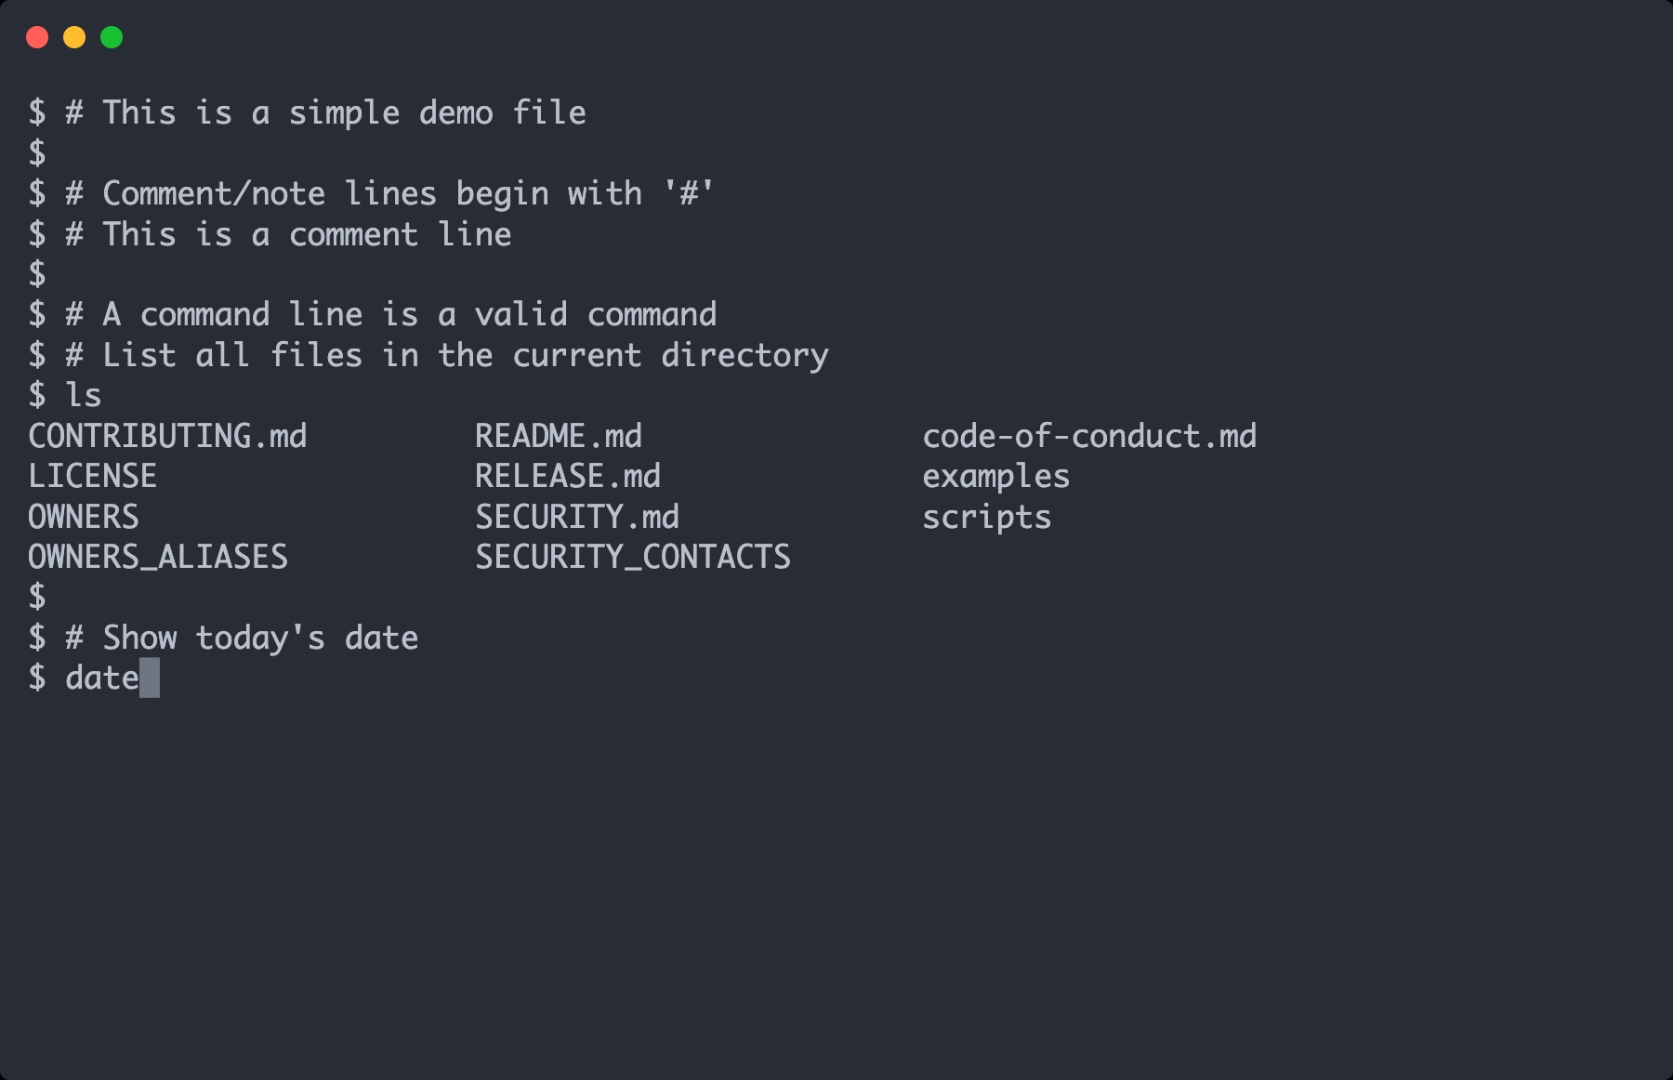 $ # This is a simple demo file
$
$ # Comment/note lines begin with '#'
$ # This is a comment line
$
$ # A command line is a valid command
$ # List all files in the current directory
$ ls
CONTRIBUTING.md         README.md               code-of-conduct.md
LICENSE                 RELEASE.md              examples
OWNERS                  SECURITY.md             scripts
OWNERS_ALIASES          SECURITY_CONTACTS
$
$ # Show today's date
$ date